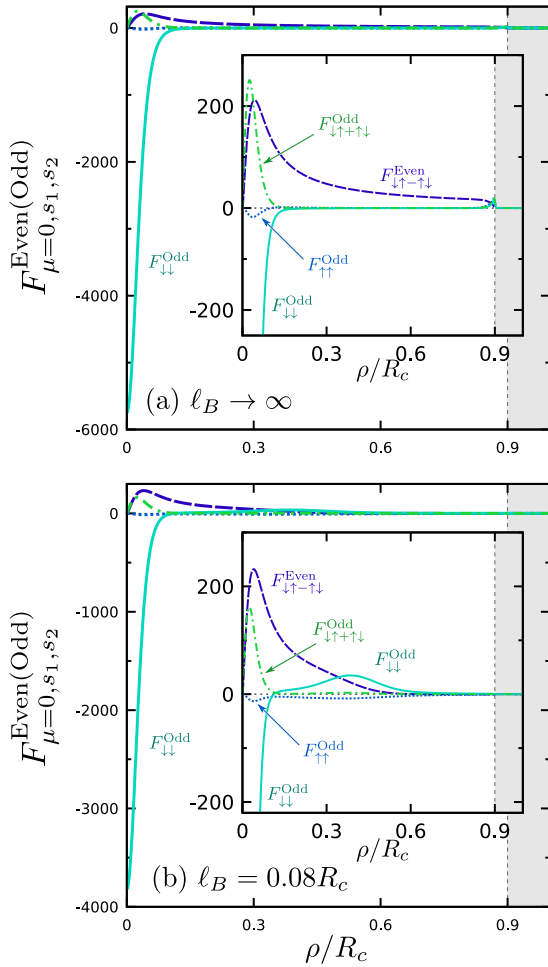 0
-2000
-4000
-6000
F^{Even(Odd)}_{μ=0,s_1,s_2}
F^{Odd}_{↓↓}
200
0
-200
F^{Odd}_{↓↑+↑↓}
F^{Even}_{↓↑−↑↓}
F^{Odd}_{↑↑}
F^{Odd}_{↓↓}
0 0.3 0.6 0.9
ρ/R_c
(a) ℓ_B → ∞
0 0.3 0.6 0.9
0
-1000
-2000
-3000
-4000
F^{Even(Odd)}_{μ=0,s_1,s_2}
F^{Odd}_{↓↓}
200
0
-200
F^{Even}_{↓↑−↑↓}
F^{Odd}_{↓↑+↑↓}
F^{Odd}_{↓↓}
F^{Odd}_{↑↑}
F^{Odd}_{↓↓}
0 0.3 0.6 0.9
ρ/R_c
(b) ℓ_B = 0.08R_c
0 0.3 0.6 0.9
ρ/R_c